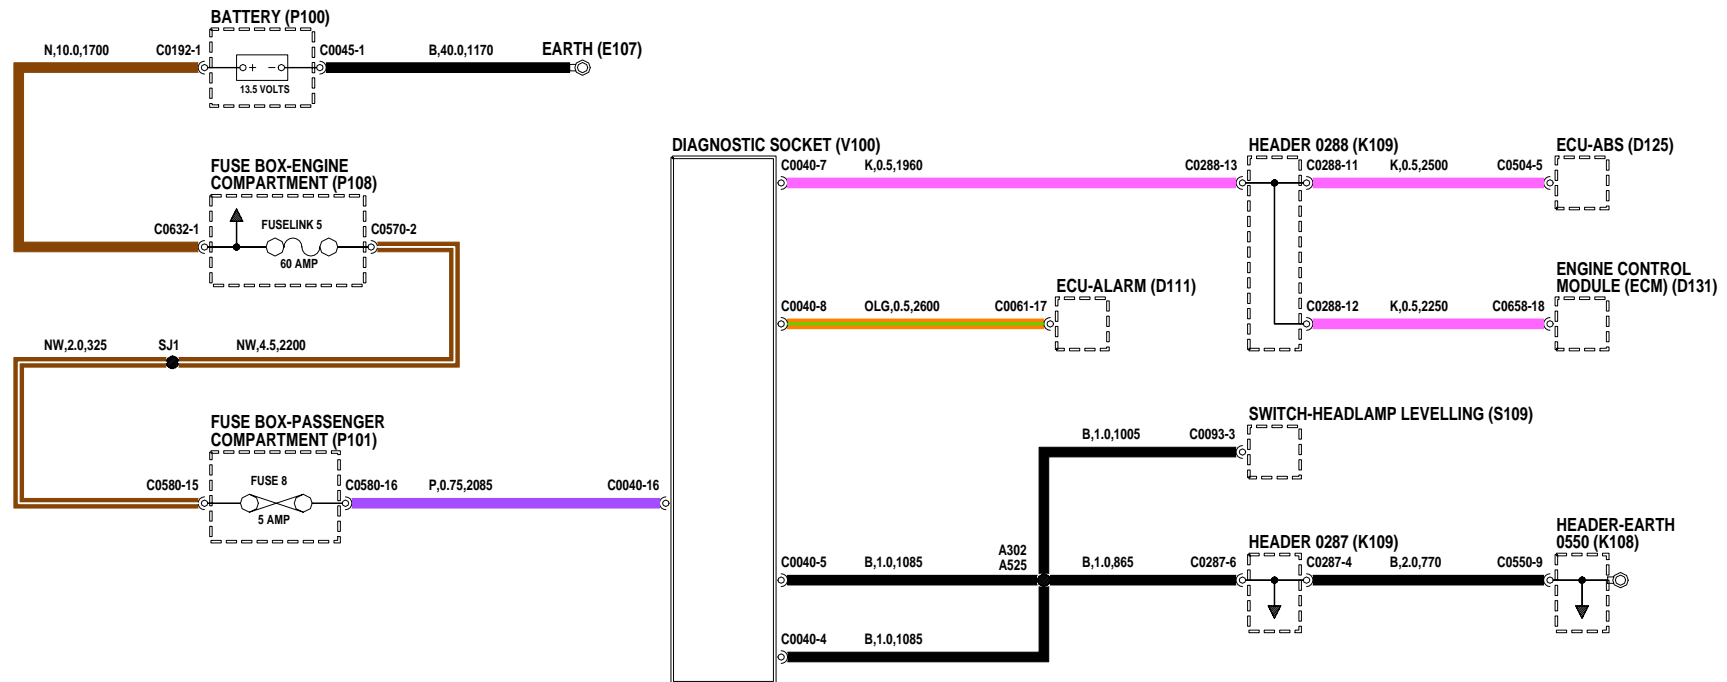 BATTERY (P100)
N,10.0,1700
C0192-1
C0045-1
B,40.0,1170
EARTH (E107)
+ −
13.5 VOLTS
FUSE BOX-ENGINE
COMPARTMENT (P108)
C0632-1
FUSELINK 5
60 AMP
C0570-2
NW,2.0,325
SJ1
NW,4.5,2200
FUSE BOX-PASSENGER
COMPARTMENT (P101)
C0580-15
FUSE 8
5 AMP
C0580-16
P,0.75,2085
C0040-16
DIAGNOSTIC SOCKET (V100)
C0040-7
K,0.5,1960
C0288-13
HEADER 0288 (K109)
C0288-11
K,0.5,2500
C0504-5
ECU-ABS (D125)
C0040-8
OLG,0.5,2600
C0061-17
ECU-ALARM (D111)
C0288-12
K,0.5,2250
C0658-18
ENGINE CONTROL
MODULE (ECM) (D131)
SWITCH-HEADLAMP LEVELLING (S109)
B,1.0,1005
C0093-3
C0040-5
B,1.0,1085
A302
A525
B,1.0,865
C0287-6
HEADER 0287 (K109)
C0287-4
B,2.0,770
C0550-9
HEADER-EARTH
0550 (K108)
C0040-4
B,1.0,1085